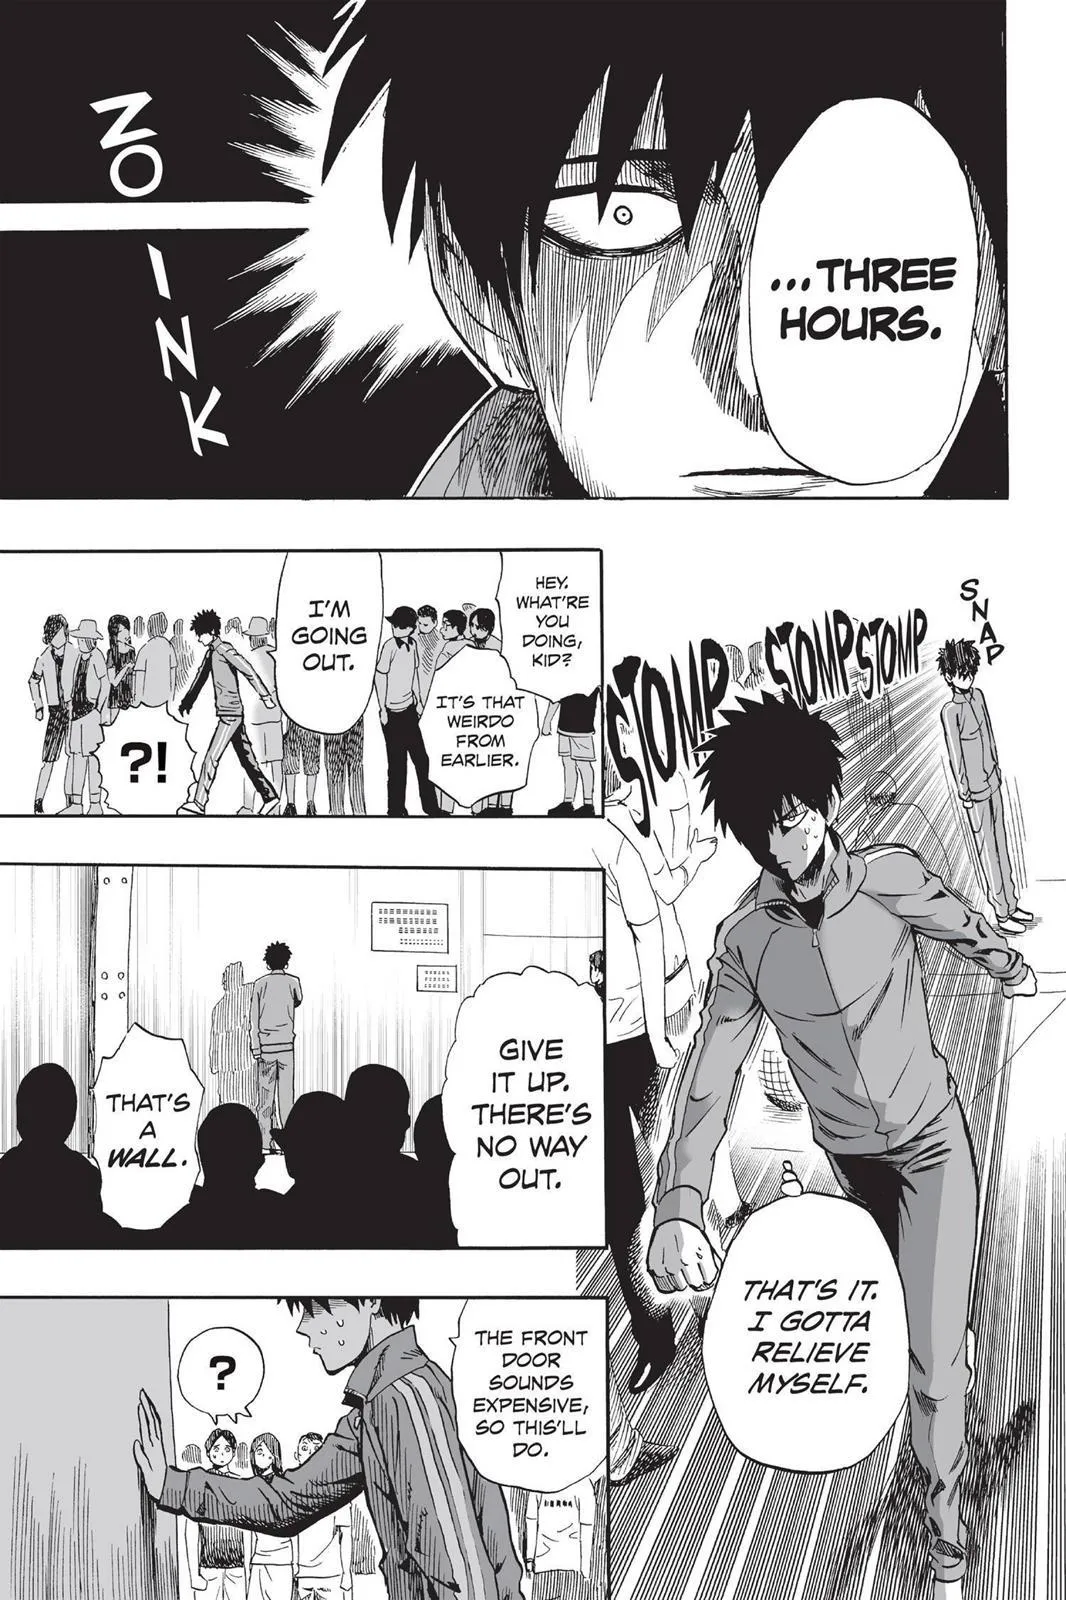 ...THREE
HOURS.
ZOINK
SNAP
STOMP
STOMP
STOMP
THAT'S IT.
I GOTTA
RELIEVE
MYSELF.
HEY.
WHAT'RE
YOU
DOING,
KID?
IT'S THAT
WEIRDO
FROM
EARLIER.
I'M
GOING
OUT.
?!
GIVE
IT UP.
THERE'S
NO WAY
OUT.
THAT'S
A
WALL.
THE FRONT
DOOR
SOUNDS
EXPENSIVE,
SO THIS'LL
DO.
?